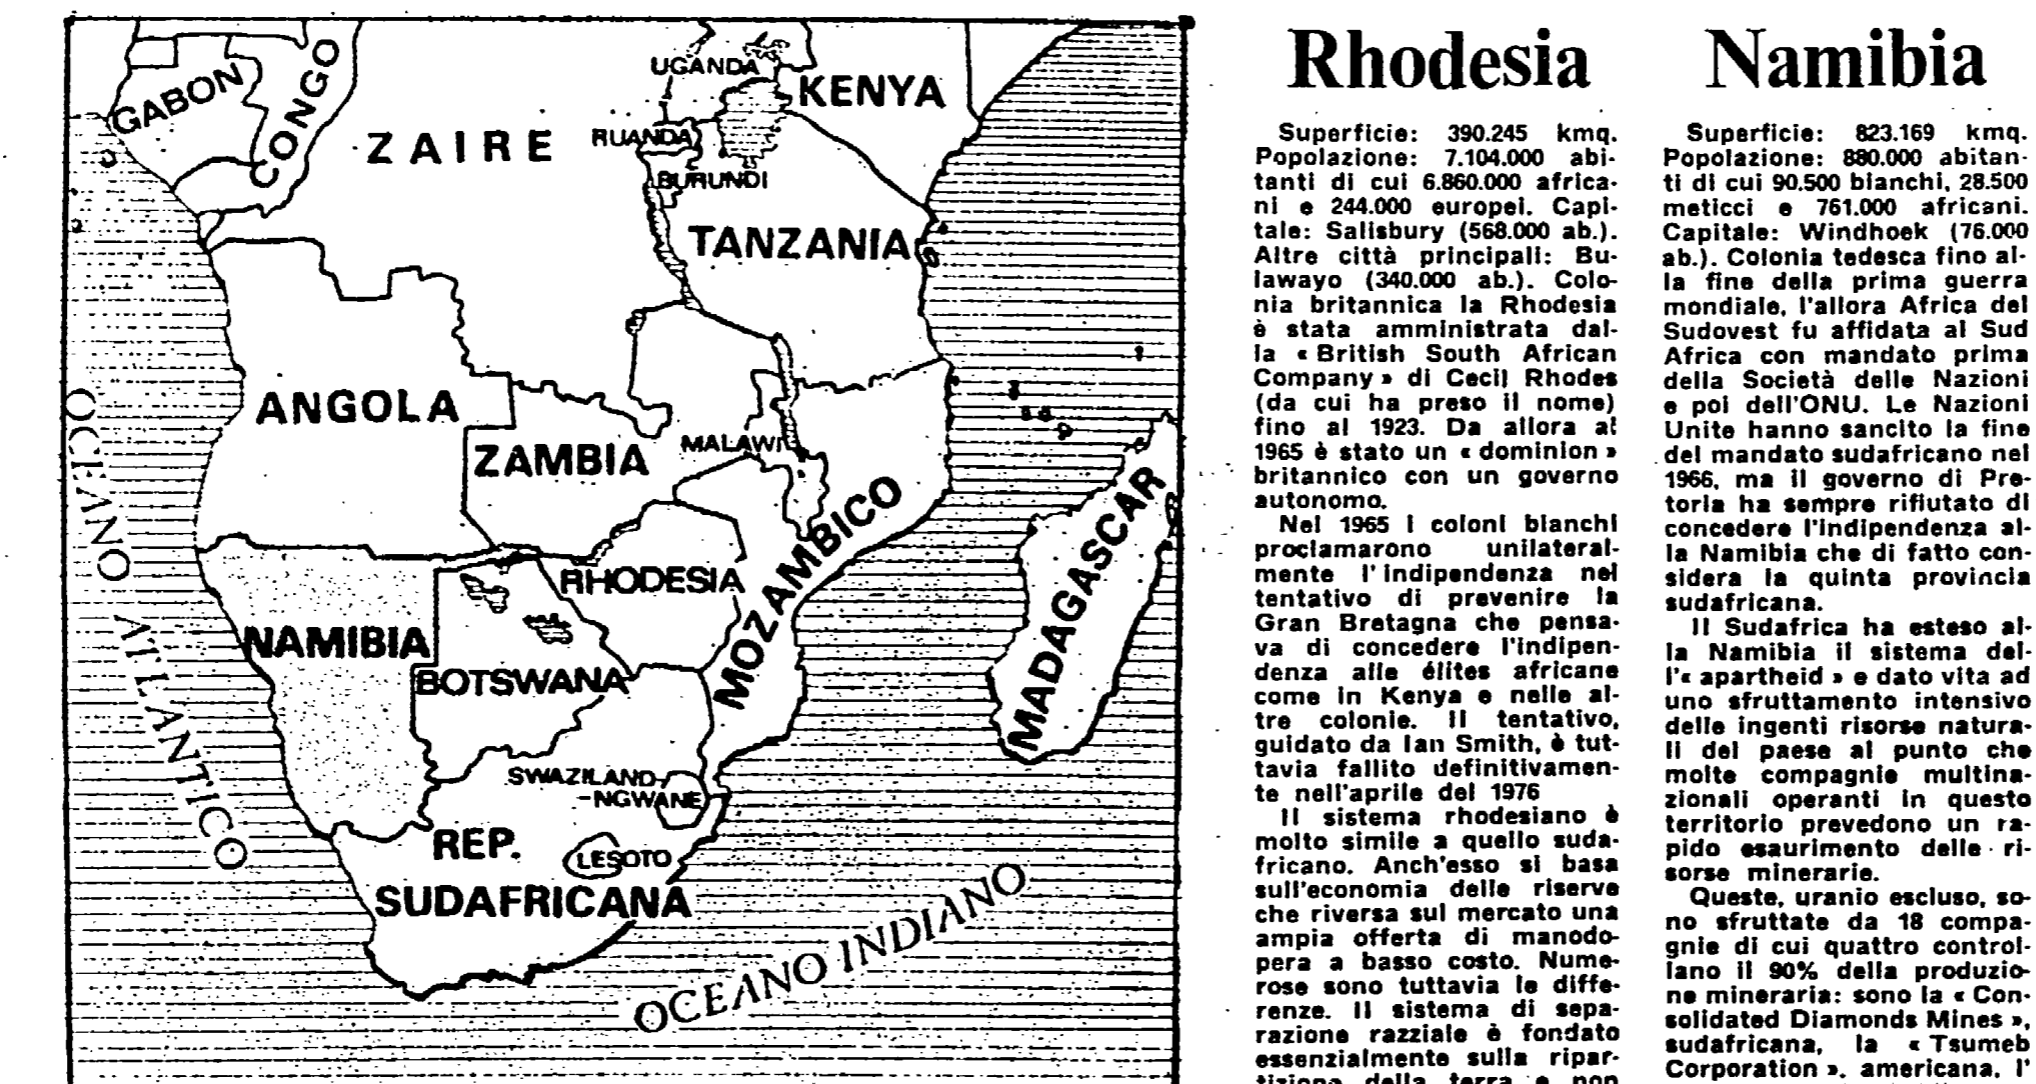 UGANDA
KENYA
GABON
CONGO
ZAIRE
RUANDA
BURUNDI
TANZANIA
ANGOLA
ZAMBIA
MALAWI
MOZAMBICO
MADAGASCAR
RHODESIA
NAMIBIA
BOTSWANA
SWAZILAND-
-NGWANE
REP.
SUDAFRICANA
LESOTO
OCEANO ATLANTICO
OCEANO INDIANO
Rhodesia
Superficie: 390.245 kmq.
Popolazione: 7.104.000 abi-
tanti di cui 6.860.000 africa-
ni e 244.000 europei. Capi-
tale: Salisbury (568.000 ab.).
Altre città principali: Bu-
lawayo (340.000 ab.). Colo-
nia britannica la Rhodesia
è stata amministrata dal-
la « British South African
Company » di Cecil Rhodes
(da cui ha preso il nome)
fino al 1923. Da allora al
1965 è stato un « dominion »
britannico con un governo
autonomo.
Nel 1965 i coloni bianchi
proclamarono unilateral-
mente l'indipendenza nel
tentativo di prevenire la
Gran Bretagna che pensa-
va di concedere l'indipen-
denza alle élites africane
come in Kenya e nelle al-
tre colonie. Il tentativo,
guidato da Ian Smith, è tut-
tavia fallito definitivamen-
te nell'aprile del 1976
Il sistema rhodesiano è
molto simile a quello suda-
fricano. Anch'esso si basa
sull'economia delle riserve
che riversa sul mercato una
ampia offerta di manodo-
pera a basso costo. Nume-
rose sono tuttavia le diffe-
renze. Il sistema di sepa-
razione razziale è fondato
essenzialmente sulla ripar-
tizione della terra e non
Namibia
Superficie: 823.169 kmq.
Popolazione: 880.000 abitan-
ti di cui 90.500 bianchi, 28.500
meticci e 761.000 africani.
Capitale: Windhoek (76.000
ab.). Colonia tedesca fino al-
la fine della prima guerra
mondiale, l'allora Africa del
Sudovest fu affidata al Sud
Africa con mandato prima
della Società delle Nazioni
e poi dell'ONU. Le Nazioni
Unite hanno sancito la fine
del mandato sudafricano nel
1966, ma il governo di Pre-
toria ha sempre rifiutato di
concedere l'indipendenza al-
la Namibia che di fatto con-
sidera la quinta provincia
sudafricana.
Il Sudafrica ha esteso al-
la Namibia il sistema del-
l'« apartheid » e dato vita ad
uno sfruttamento intensivo
delle ingenti risorse natura-
li del paese al punto che
molte compagnie multina-
zionali operanti in questo
territorio prevedono un ra-
pido esaurimento delle ri-
sorse minerarie.
Queste, uranio escluso, so-
no sfruttate da 18 compa-
gnie di cui quattro control-
lano il 90% della produzio-
ne mineraria: sono la « Con-
solidated Diamonds Mines »,
sudafricana, la « Tsumeb
Corporation », americana, l'